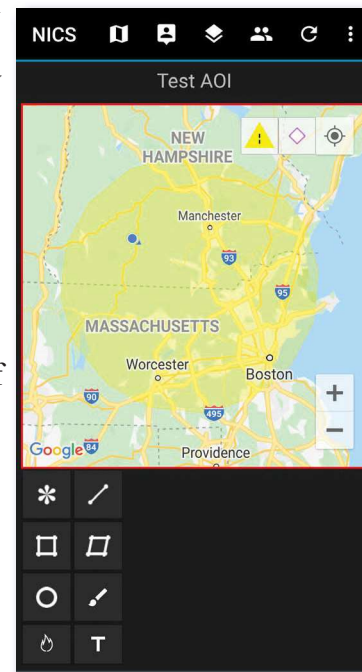 NICS
Test AOI
NEW
HAMPSHIRE
Manchester
93
95
MASSACHUSETTS
Worcester
Boston
90
495
Google
84
Providence
T